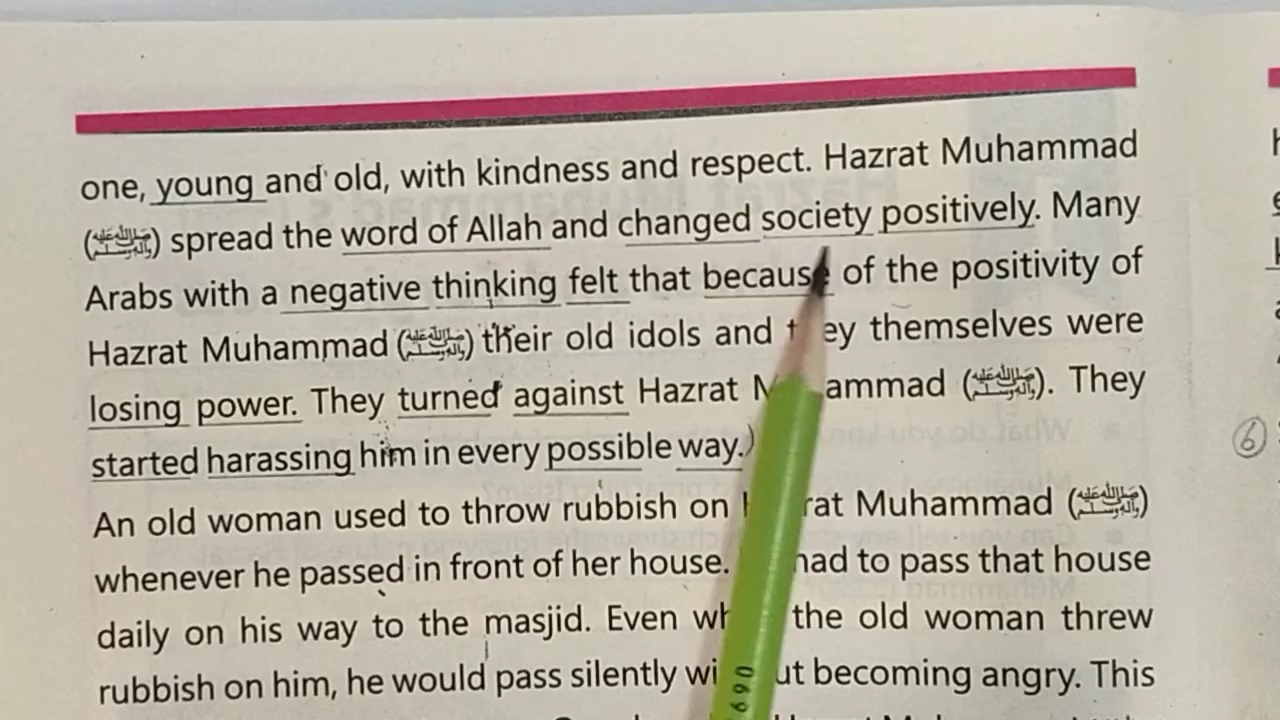 one, young and old, with kindness and respect. Hazrat Muhammad
(ﷺ) spread the word of Allah and changed society positively. Many
Arabs with a negative thinking felt that because of the positivity of
Hazrat Muhammad (ﷺ) their old idols and they themselves were
losing power. They turned against Hazrat Muhammad (ﷺ). They
started harassing him in every possible way.)
An old woman used to throw rubbish on Hazrat Muhammad (ﷺ)
whenever he passed in front of her house. had to pass that house
daily on his way to the masjid. Even when the old woman threw
rubbish on him, he would pass silently without becoming angry. This
6
990